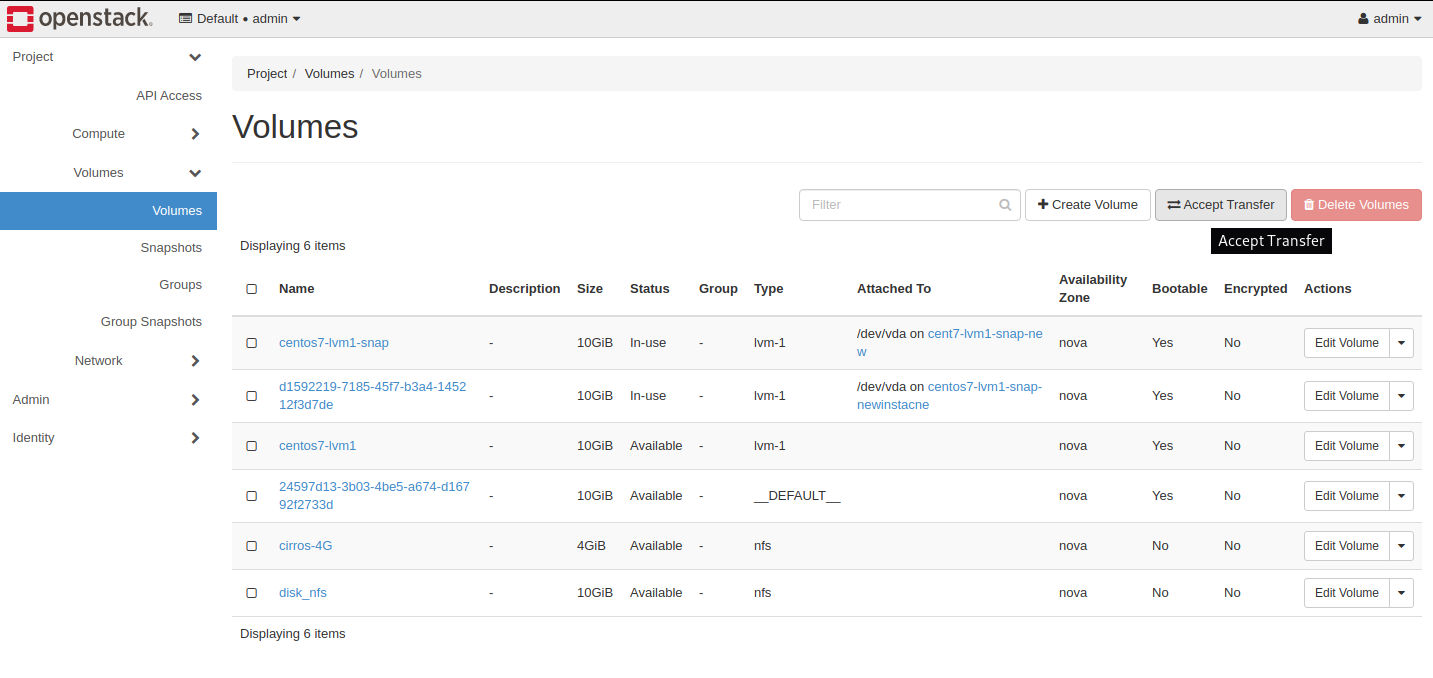 openstack. Default • admin admin
Project
API Access
Compute
Volumes
Volumes
Snapshots
Groups
Group Snapshots
Network
Admin
Identity
Project / Volumes / Volumes
Volumes
Filter Create Volume Accept Transfer Delete Volumes
Accept Transfer
Displaying 6 items
Name Description Size Status Group Type Attached To Availability Zone Bootable Encrypted Actions
centos7-lvm1-snap - 10GiB In-use - lvm-1 /dev/vda on cent7-lvm1-snap-ne
w nova Yes No Edit Volume
d1592219-7185-45f7-b3a4-1452
12f3d7de - 10GiB In-use - lvm-1 /dev/vda on centos7-lvm1-snap-
newinstacne nova Yes No Edit Volume
centos7-lvm1 - 10GiB Available - lvm-1 nova Yes No Edit Volume
24597d13-3b03-4be5-a674-d167
92f2733d - 10GiB Available - __DEFAULT__ nova Yes No Edit Volume
cirros-4G - 4GiB Available - nfs nova No No Edit Volume
disk_nfs - 10GiB Available - nfs nova No No Edit Volume
Displaying 6 items